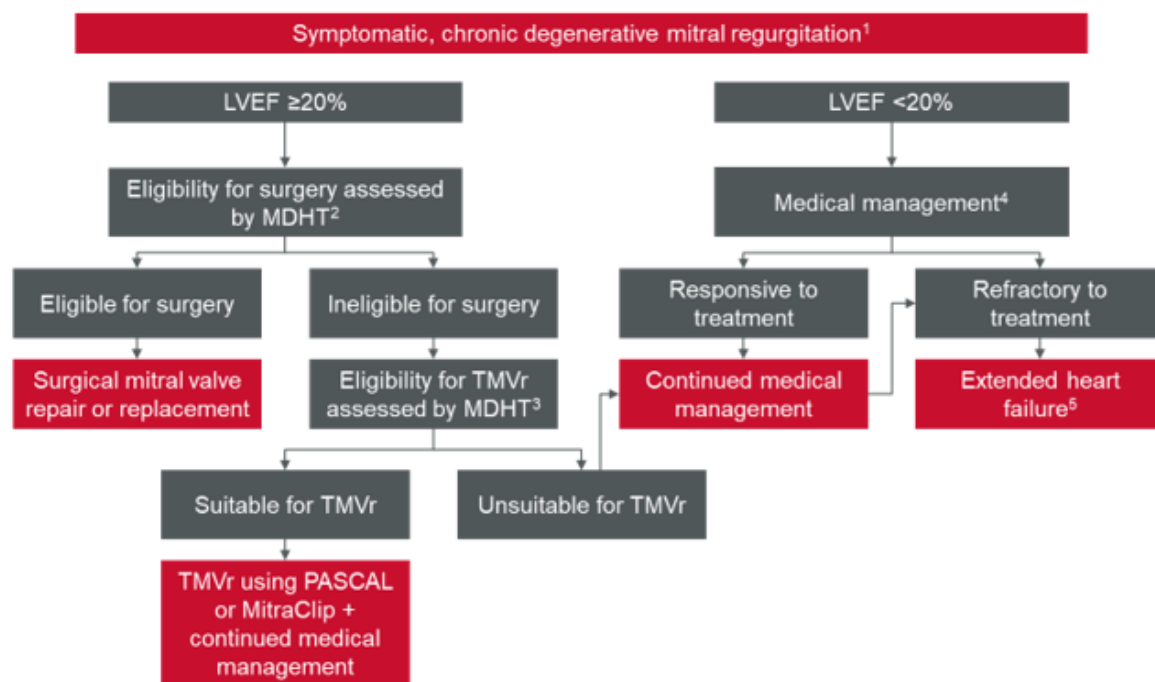 Symptomatic, chronic degenerative mitral regurgitation¹
LVEF ≥20%
LVEF <20%
Eligibility for surgery assessed
by MDHT²
Medical management⁴
Eligible for surgery
Ineligible for surgery
Responsive to
treatment
Refractory to
treatment
Surgical mitral valve
repair or replacement
Eligibility for TMVr
assessed by MDHT³
Continued medical
management
Extended heart
failure⁵
Suitable for TMVr
Unsuitable for TMVr
TMVr using PASCAL
or MitraClip +
continued medical
management